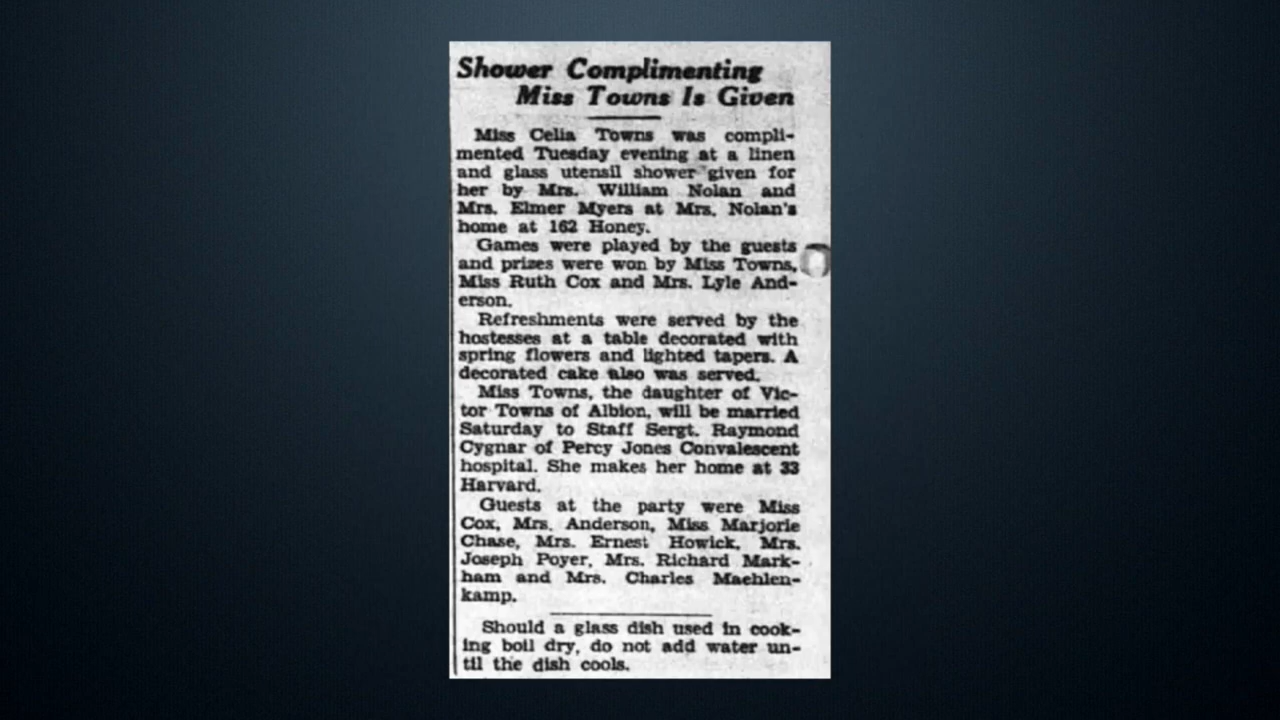 Shower Complimenting
Miss Towns Is Given
Miss Celia Towns was compli-
mented Tuesday evening at a linen
and glass utensil shower given for
her by Mrs. William Nolan and
Mrs. Elmer Myers at Mrs. Nolan's
home at 162 Honey.
Games were played by the guests
and prizes were won by Miss Towns,
Miss Ruth Cox and Mrs. Lyle And-
erson.
Refreshments were served by the
hostesses at a table decorated with
spring flowers and lighted tapers. A
decorated cake also was served.
Miss Towns, the daughter of Vic-
tor Towns of Albion, will be married
Saturday to Staff Sergt. Raymond
Cygnar of Percy Jones Convalescent
hospital. She makes her home at 33
Harvard.
Guests at the party were Miss
Cox, Mrs. Anderson, Miss Marjorie
Chase, Mrs. Ernest Howick, Mrs.
Joseph Poyer, Mrs. Richard Mark-
ham and Mrs. Charles Maehlen-
kamp.
Should a glass dish used in cook-
ing boil dry, do not add water un-
til the dish cools.